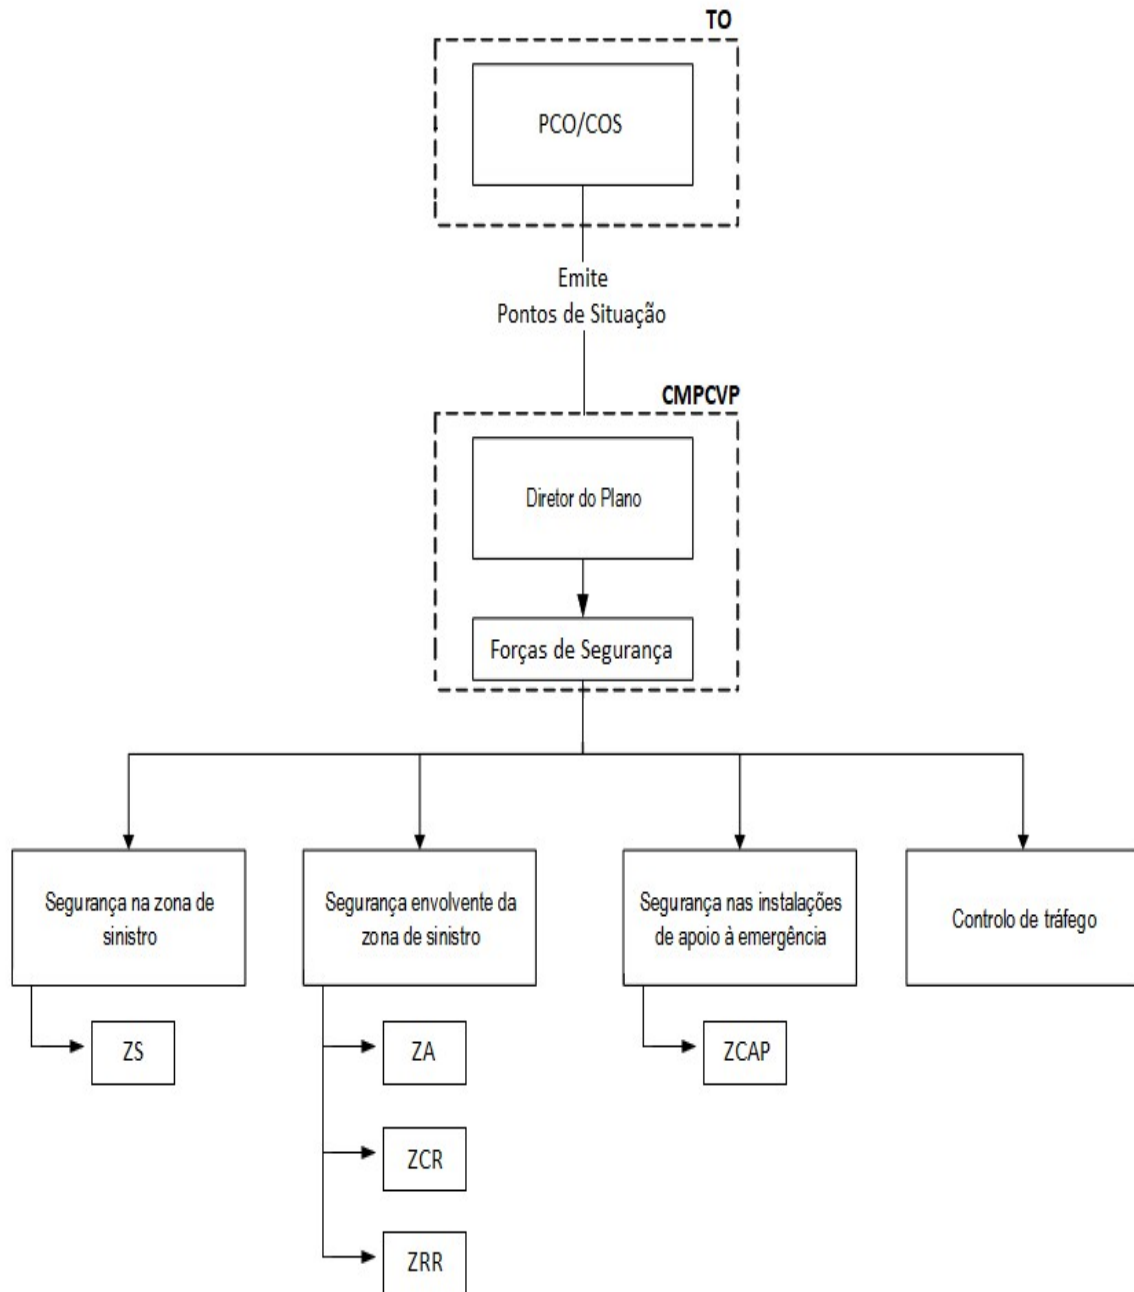 TO
PCO/COS
Emite
Pontos de Situação
CMPCVP
Diretor do Plano
Forças de Segurança
Segurança na zona de
sinistro
Segurança envolvente da
zona de sinistro
Segurança nas instalações
de apoio à emergência
Controlo de tráfego
ZS
ZA
ZCAP
ZCR
ZRR